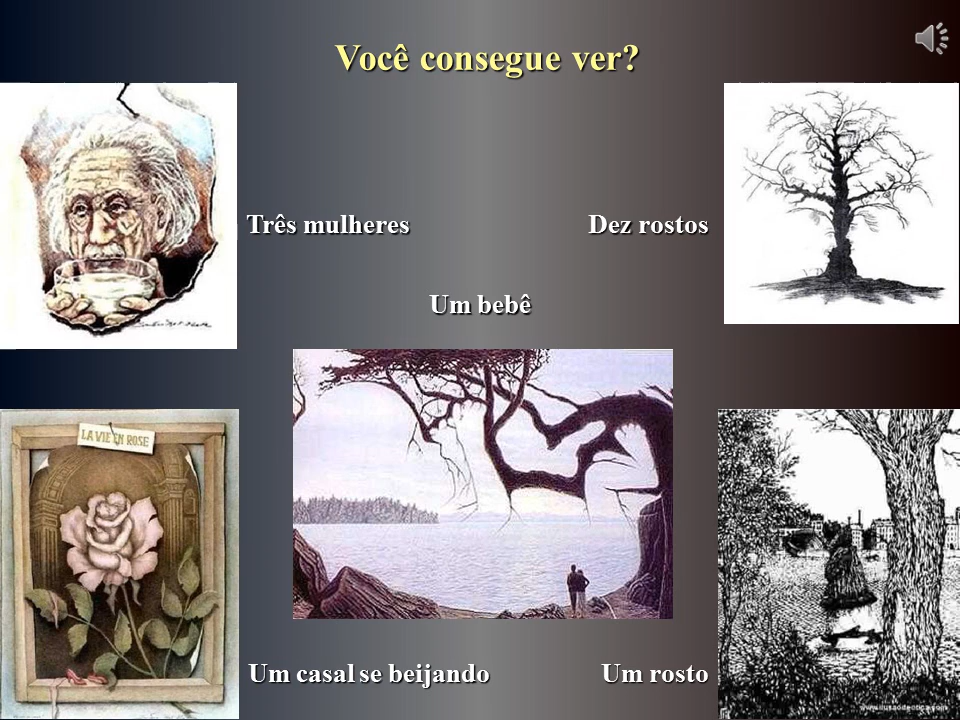 Você consegue ver?
Três mulheres
Dez rostos
Um bebê
LA VIE EN ROSE
Um casal se beijando
Um rosto